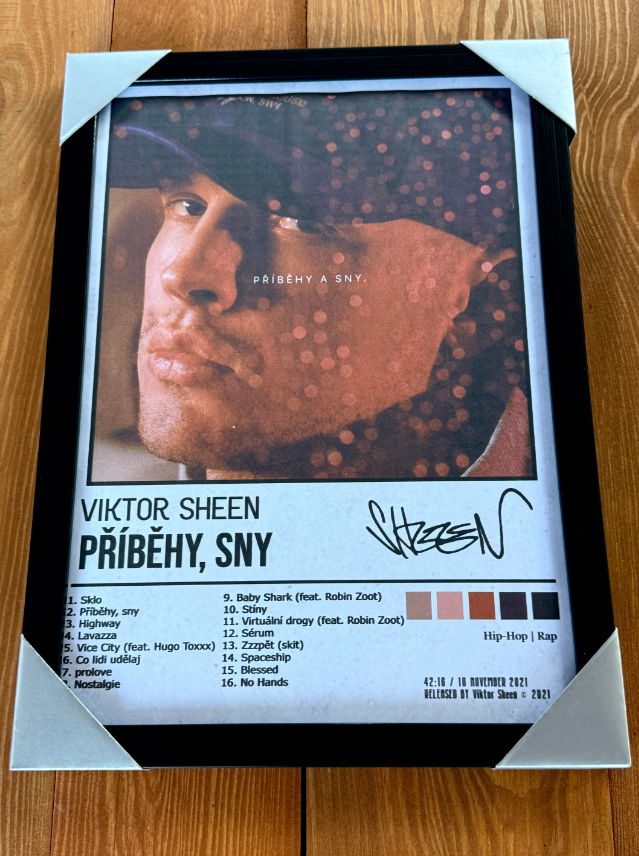 PŘÍBĚHY A SNY.
VIKTOR SHEEN
PŘÍBĚHY, SNY
SHEEN
1. Sklo
2. Příběhy, sny
3. Highway
4. Lavazza
5. Vice City (feat. Hugo Toxxx)
6. Co lidi udělaj
7. prolove
. Nostalgie
9. Baby Shark (feat. Robin Zoot)
10. Stíny
11. Virtuální drogy (feat. Robin Zoot)
12. Sérum
13. Zzzpět (skit)
14. Spaceship
15. Blessed
16. No Hands
Hip-Hop | Rap
42:16 / 16 NOVEMBER 2021
RELEASED BY Viktor Sheen © 2021